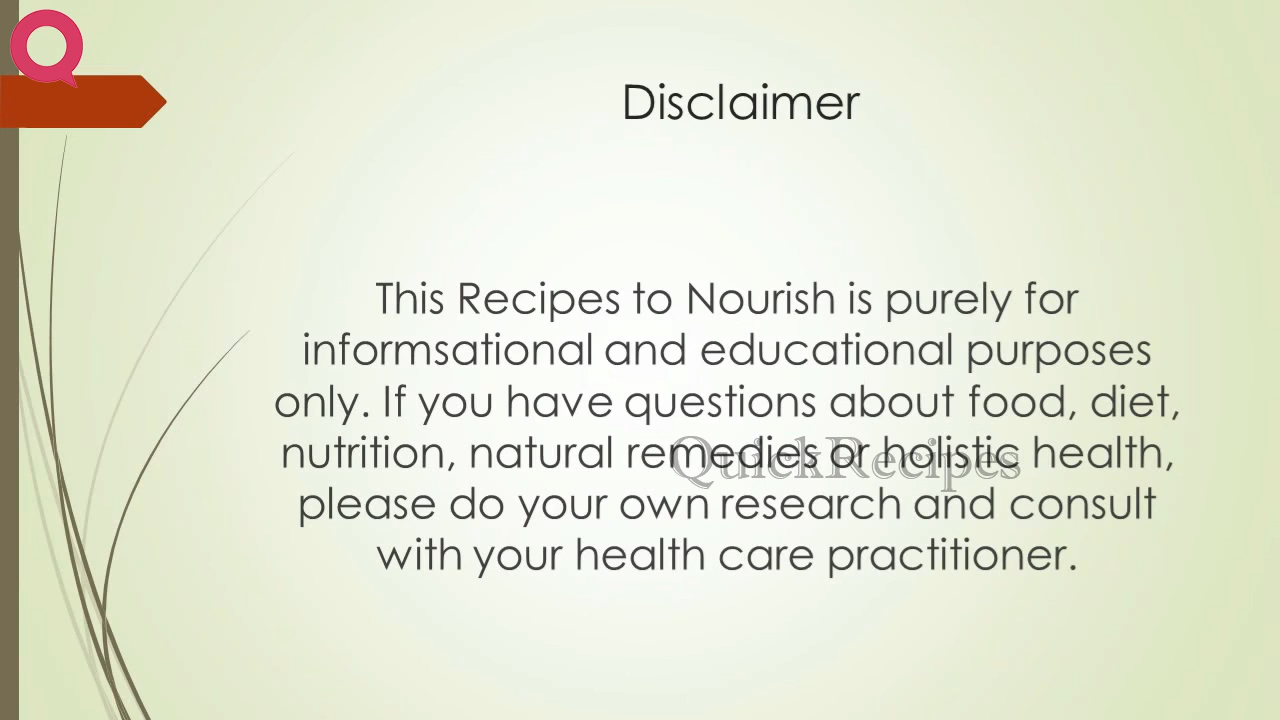 Disclaimer
This Recipes to Nourish is purely for
informsational and educational purposes
only. If you have questions about food, diet,
nutrition, natural remedies or holistic health,
QuickRecipes
please do your own research and consult
with your health care practitioner.